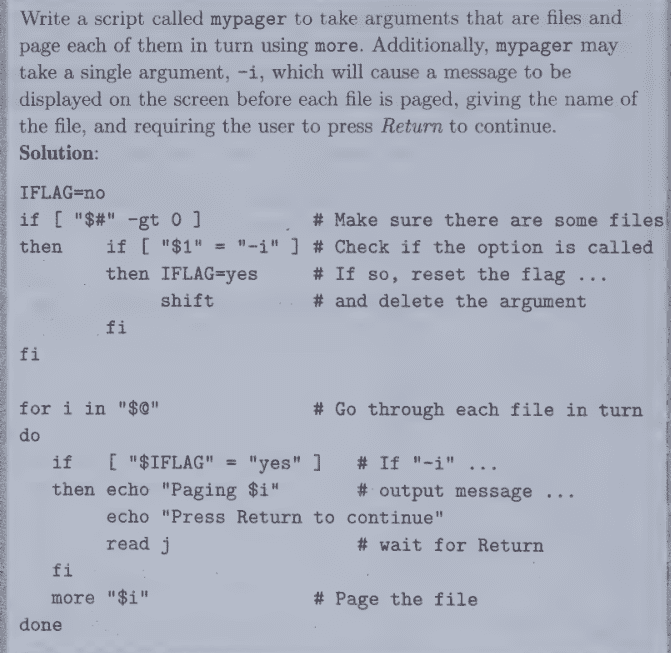 Write a script called mypager to take arguments that are files and
page each of them in turn using more. Additionally, mypager may
take a single argument, -i, which will cause a message to be
displayed on the screen before each file is paged, giving the name of
the file, and requiring the user to press Return to continue.
Solution:
IFLAG=no
if [ "$#" -gt 0 ] # Make sure there are some files
then if [ "$1" = "-i" ] # Check if the option is called
then IFLAG=yes # If so, reset the flag ...
shift # and delete the argument
fi
fi
for i in "$@" # Go through each file in turn
do
if [ "$IFLAG" = "yes" ] # If "-i" ...
then echo "Paging $i" # output message ...
echo "Press Return to continue"
read j # wait for Return
fi
more "$i" # Page the file
done